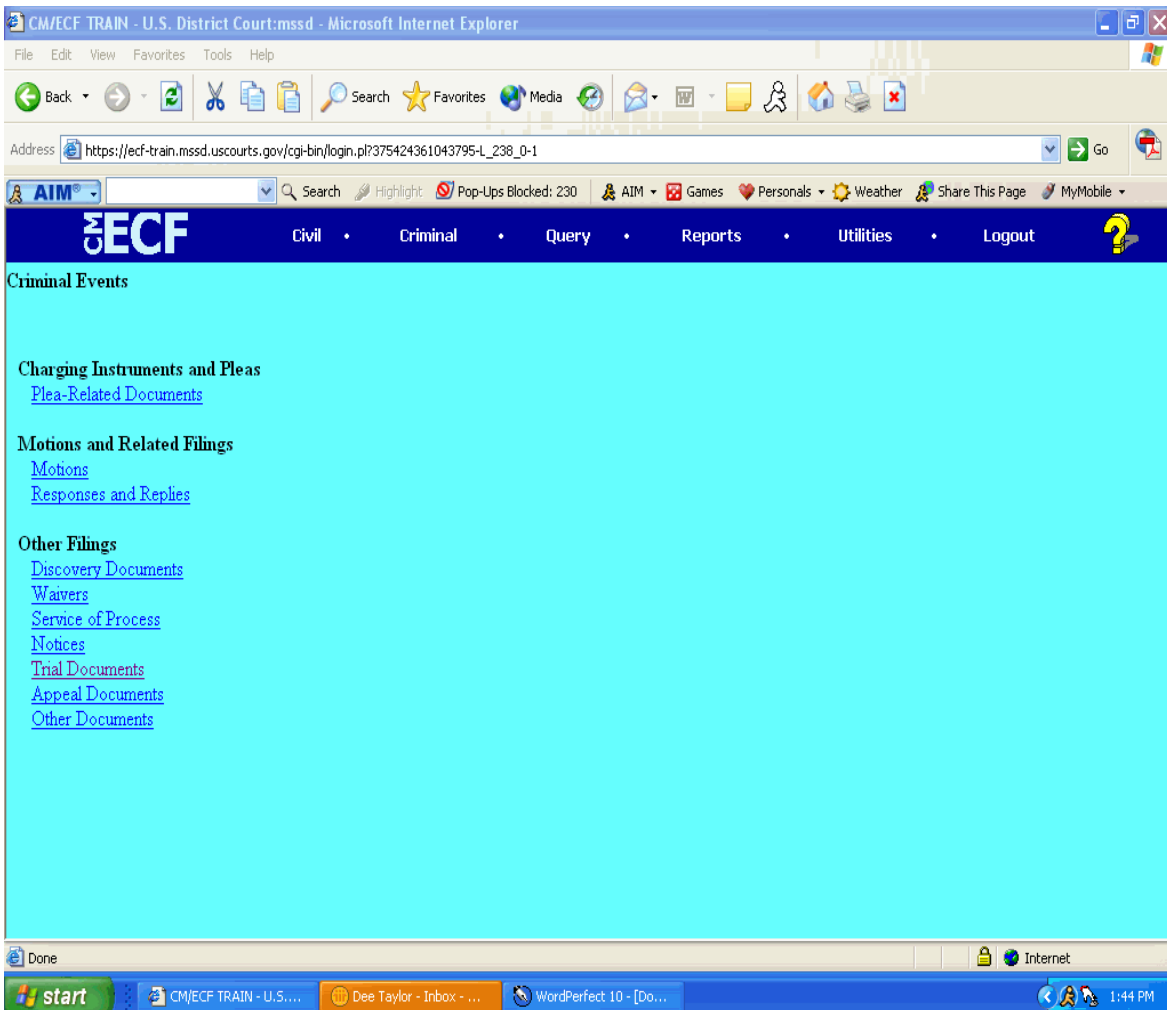 CM/ECF TRAIN - U.S. District Court:mssd - Microsoft Internet Explorer
File Edit View Favorites Tools Help
Back Search Favorites Media
Address https://ecf-train.mssd.uscourts.gov/cgi-bin/login.pl?375424361043795-L_238_0-1 Go
AIM® Search Highlight Pop-Ups Blocked: 230 AIM Games Personals Weather Share This Page MyMobile
CM ECF Civil • Criminal • Query • Reports • Utilities • Logout ?
Criminal Events
Charging Instruments and Pleas
Plea-Related Documents
Motions and Related Filings
Motions
Responses and Replies
Other Filings
Discovery Documents
Waivers
Service of Process
Notices
Trial Documents
Appeal Documents
Other Documents
Done Internet
start CM/ECF TRAIN - U.S.... Dee Taylor - Inbox - ... WordPerfect 10 - [Do... 1:44 PM